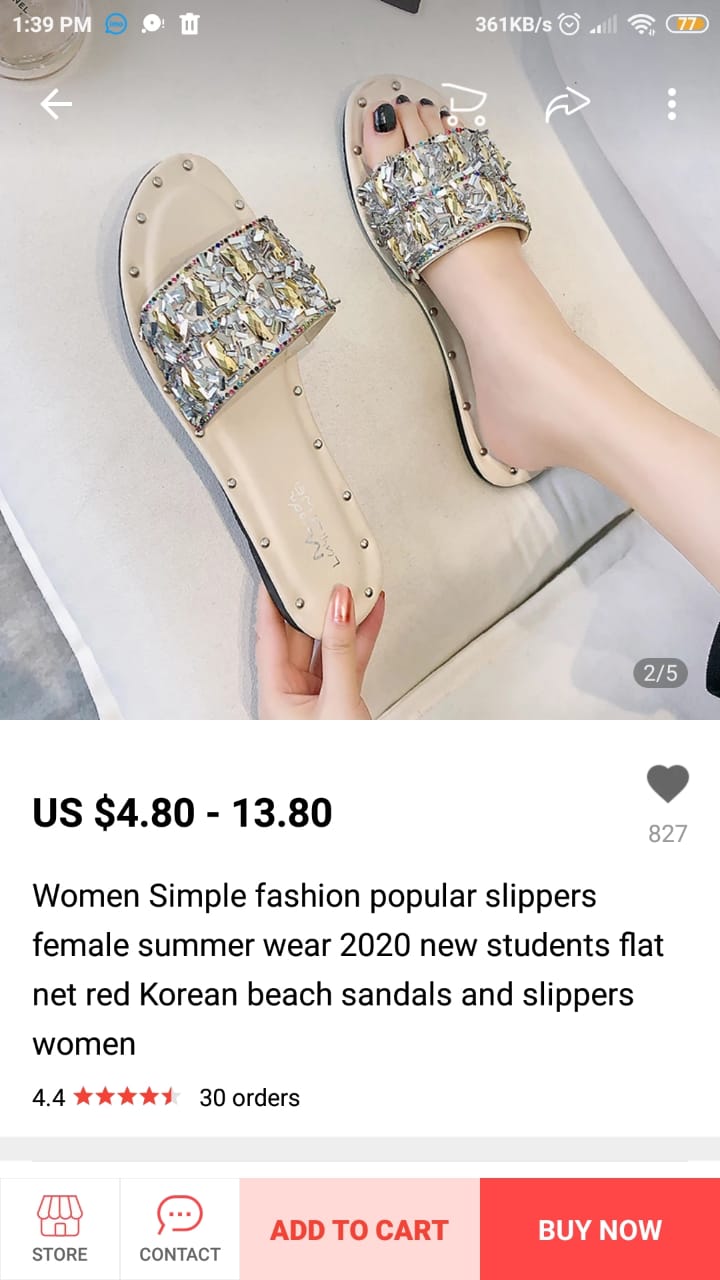 1:39 PM
361KB/s
77
2/5
US $4.80 - 13.80
827
Women Simple fashion popular slippers
female summer wear 2020 new students flat
net red Korean beach sandals and slippers
women
4.4
30 orders
STORE
CONTACT
ADD TO CART
BUY NOW